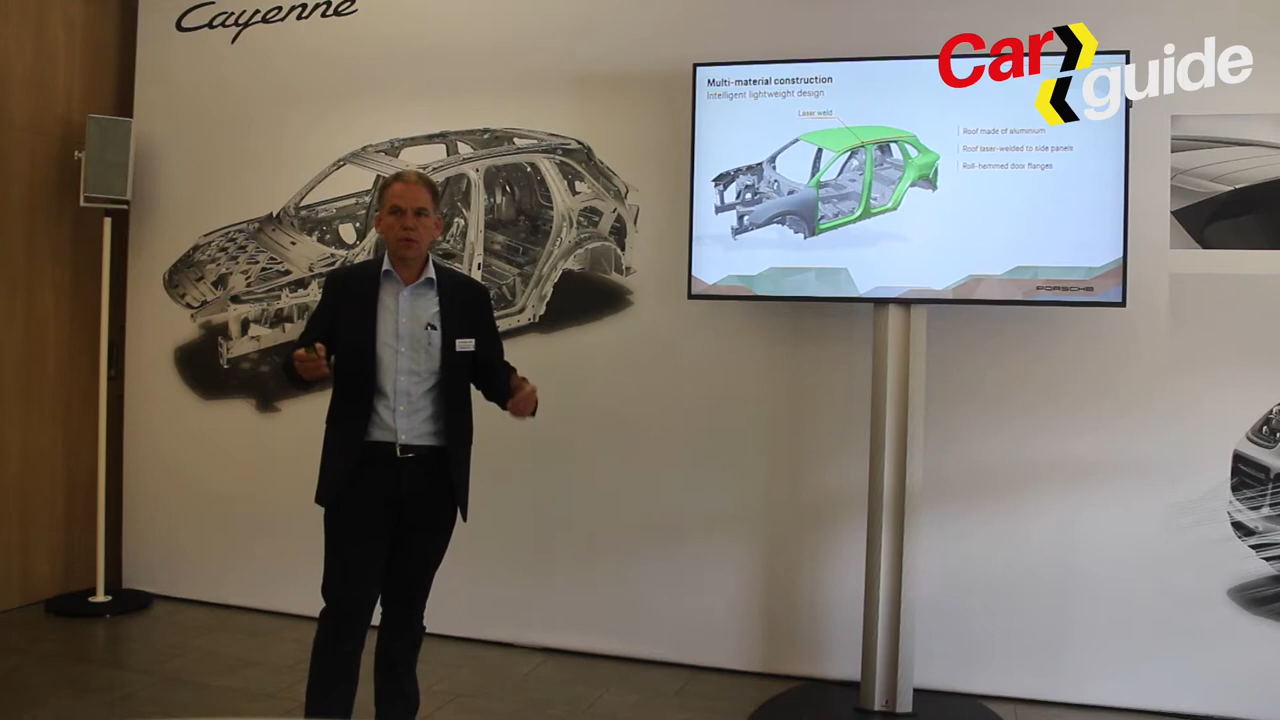 Cayenne
Car
guide
Multi-material construction
Intelligent lightweight design
Laser weld
Roof made of aluminium
Roof laser-welded to side panels
Roll-hemmed door flanges
PORSCHE